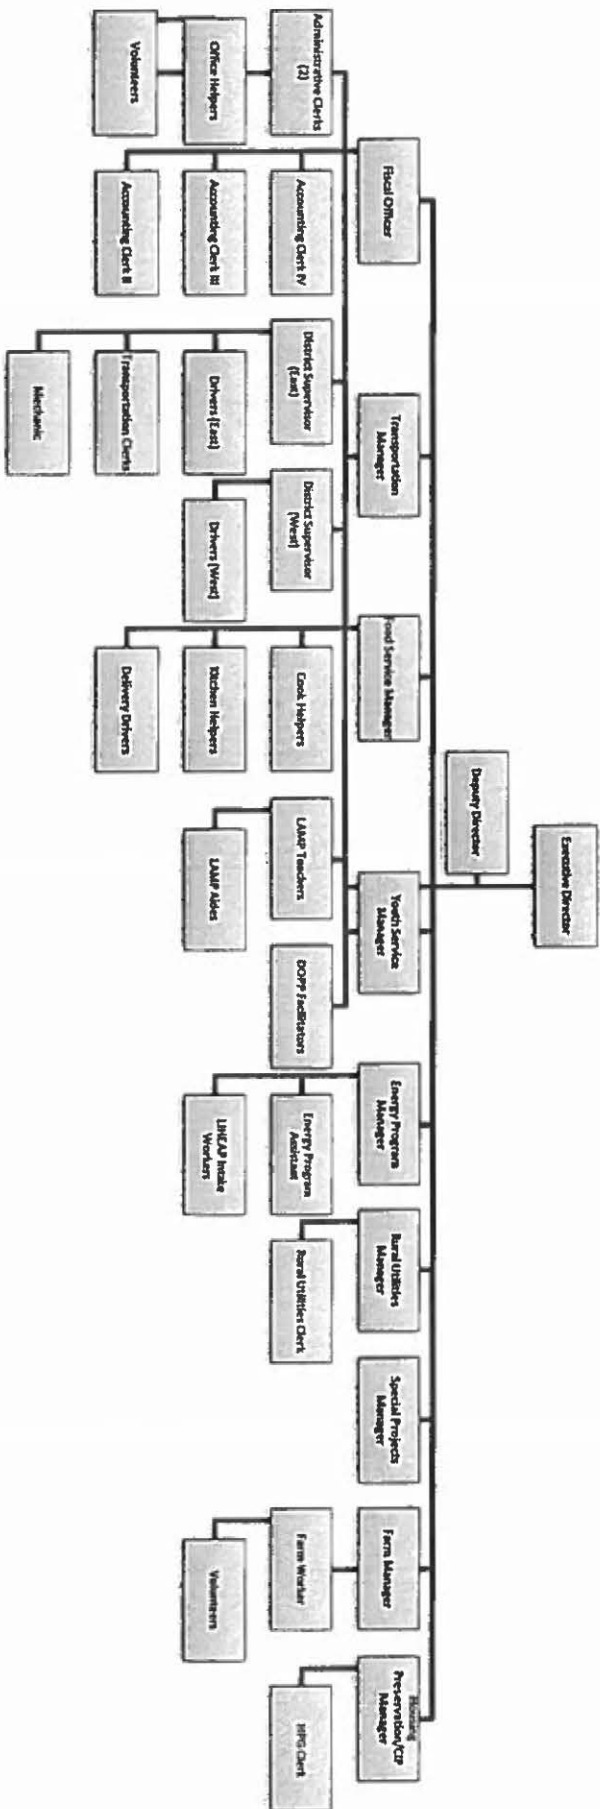 Executive Director
Deputy Director
Fiscal Officer
Transportation
Manager
Food Service Manager
Youth Service
Manager
Energy Program
Manager
Rural Utilities
Manager
Special Projects
Manager
Farm Manager
Housing
Preservation/CIP
Manager
Administrative Clerks
(2)
Accounting Clerk IV
District Supervisor
(East)
District Supervisor
(West)
Cook Helpers
LAMP Teachers
DOPP Facilitators
Energy Program
Assistant
Rural Utilities Clerk
Farm Worker
HPG Clerk
Office Helpers
Accounting Clerk III
Drivers (East)
Drivers (West)
Kitchen Helpers
LAMP Aides
LIHEAP Intake
Workers
Volunteers
Volunteers
Accounting Clerk II
Transportation Clerks
Delivery Drivers
Mechanic